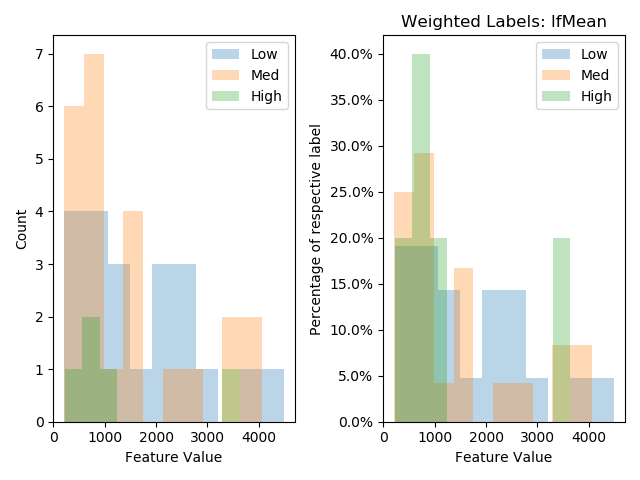 Weighted Labels: lfMean
Low
Med
High
Count
7
6
5
4
3
2
1
0
0
1000
2000
3000
4000
Feature Value
Low
Med
High
Percentage of respective label
40.0%
35.0%
30.0%
25.0%
20.0%
15.0%
10.0%
5.0%
0.0%
0
1000
2000
3000
4000
Feature Value